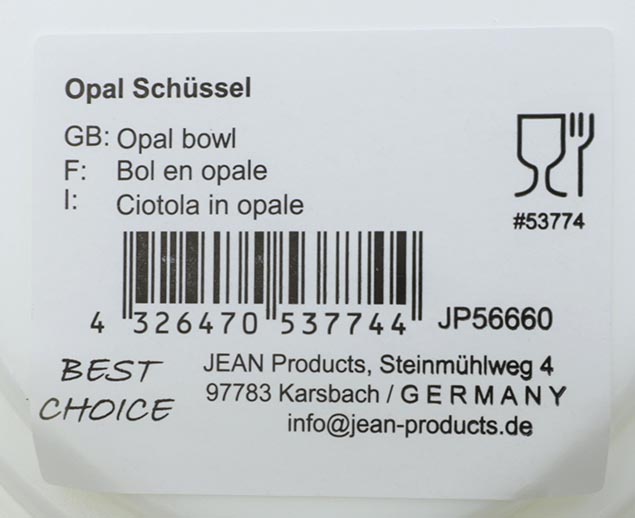 Opal Schüssel
GB: Opal bowl
F: Bol en opale
I: Ciotola in opale
#53774
4 326470 537744 JP56660
BEST CHOICE
JEAN Products, Steinmühlweg 4
97783 Karsbach / GERMANY
info@jean-products.de